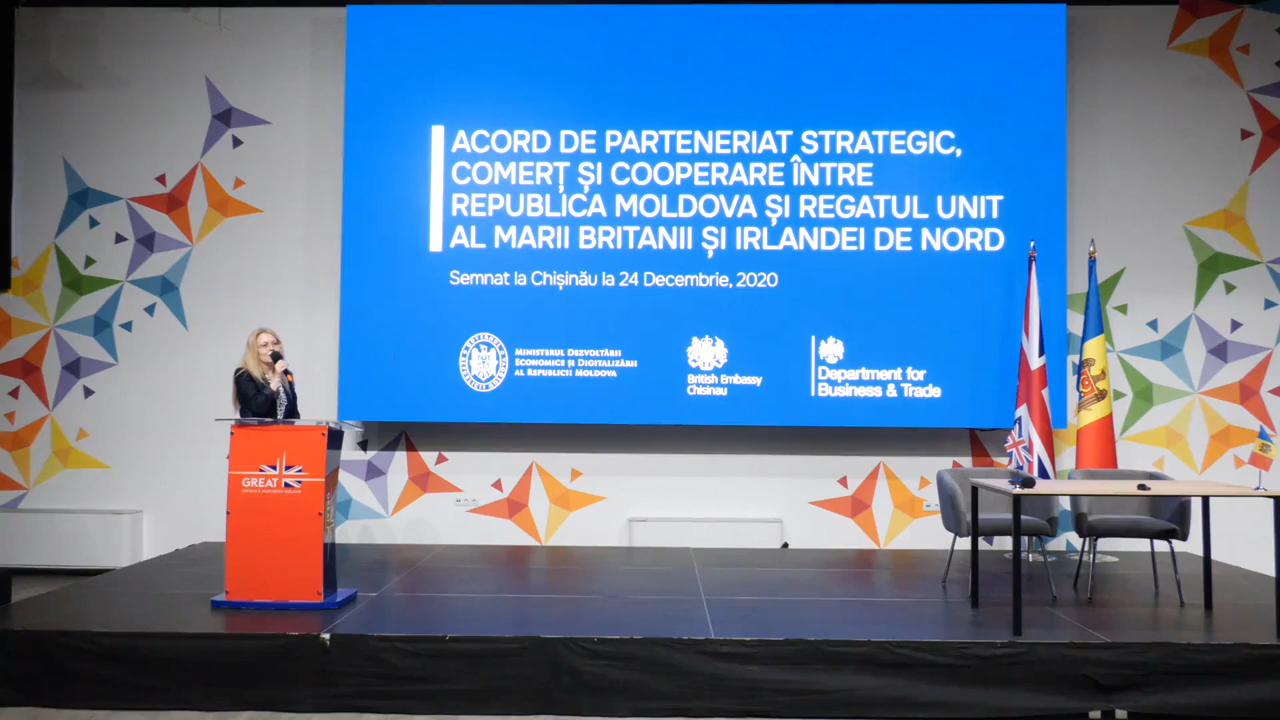 ACORD DE PARTENERIAT STRATEGIC,
COMERȚ ȘI COOPERARE ÎNTRE
REPUBLICA MOLDOVA ȘI REGATUL UNIT
AL MARII BRITANII ȘI IRLANDEI DE NORD
Semnat la Chișinău la 24 Decembrie, 2020
MINISTERUL DEZVOLTĂRII
ECONOMICE ȘI DIGITALIZĂRII
AL REPUBLICII MOLDOVA
British Embassy
Chisinau
Department for
Business & Trade
GREAT